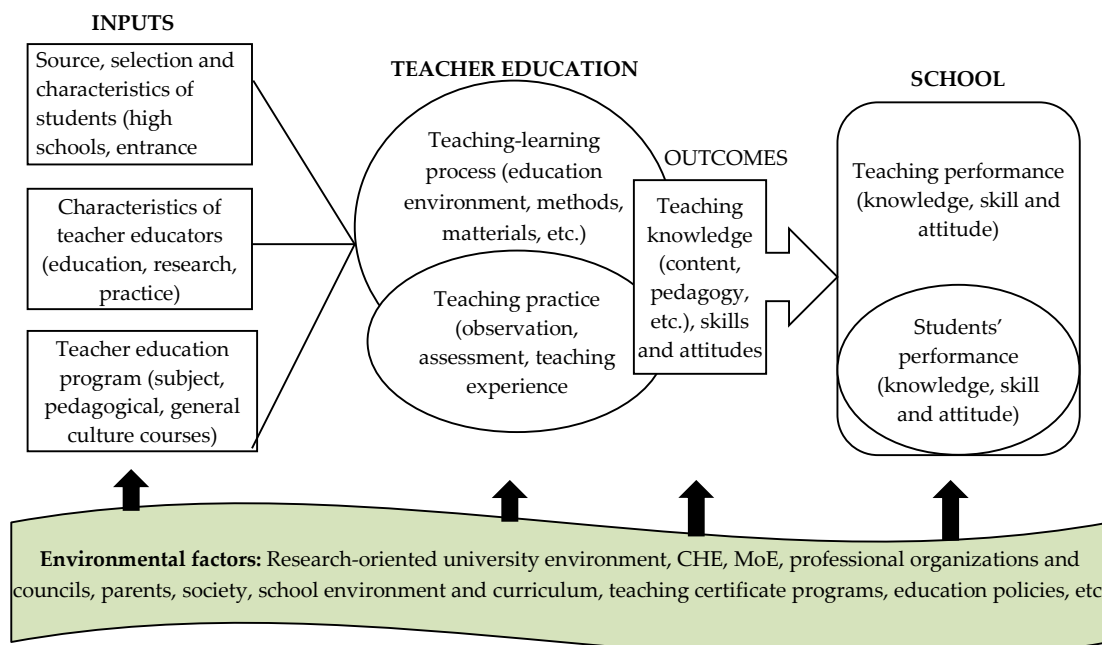 INPUTS
Source, selection and
characteristics of
students (high
schools, entrance
Characteristics of
teacher educators
(education, research,
practice)
Teacher education
program (subject,
pedagogical, general
culture courses)
TEACHER EDUCATION
Teaching-learning
process (education
environment, methods,
matterials, etc.)
Teaching practice
(observation,
assessment, teaching
experience
OUTCOMES
Teaching
knowledge
(content,
pedagogy,
etc.), skills
and attitudes
SCHOOL
Teaching performance
(knowledge, skill and
attitude)
Students’
performance
(knowledge, skill
and attitude)
Environmental factors: Research-oriented university environment, CHE, MoE, professional organizations and
councils, parents, society, school environment and curriculum, teaching certificate programs, education policies, etc